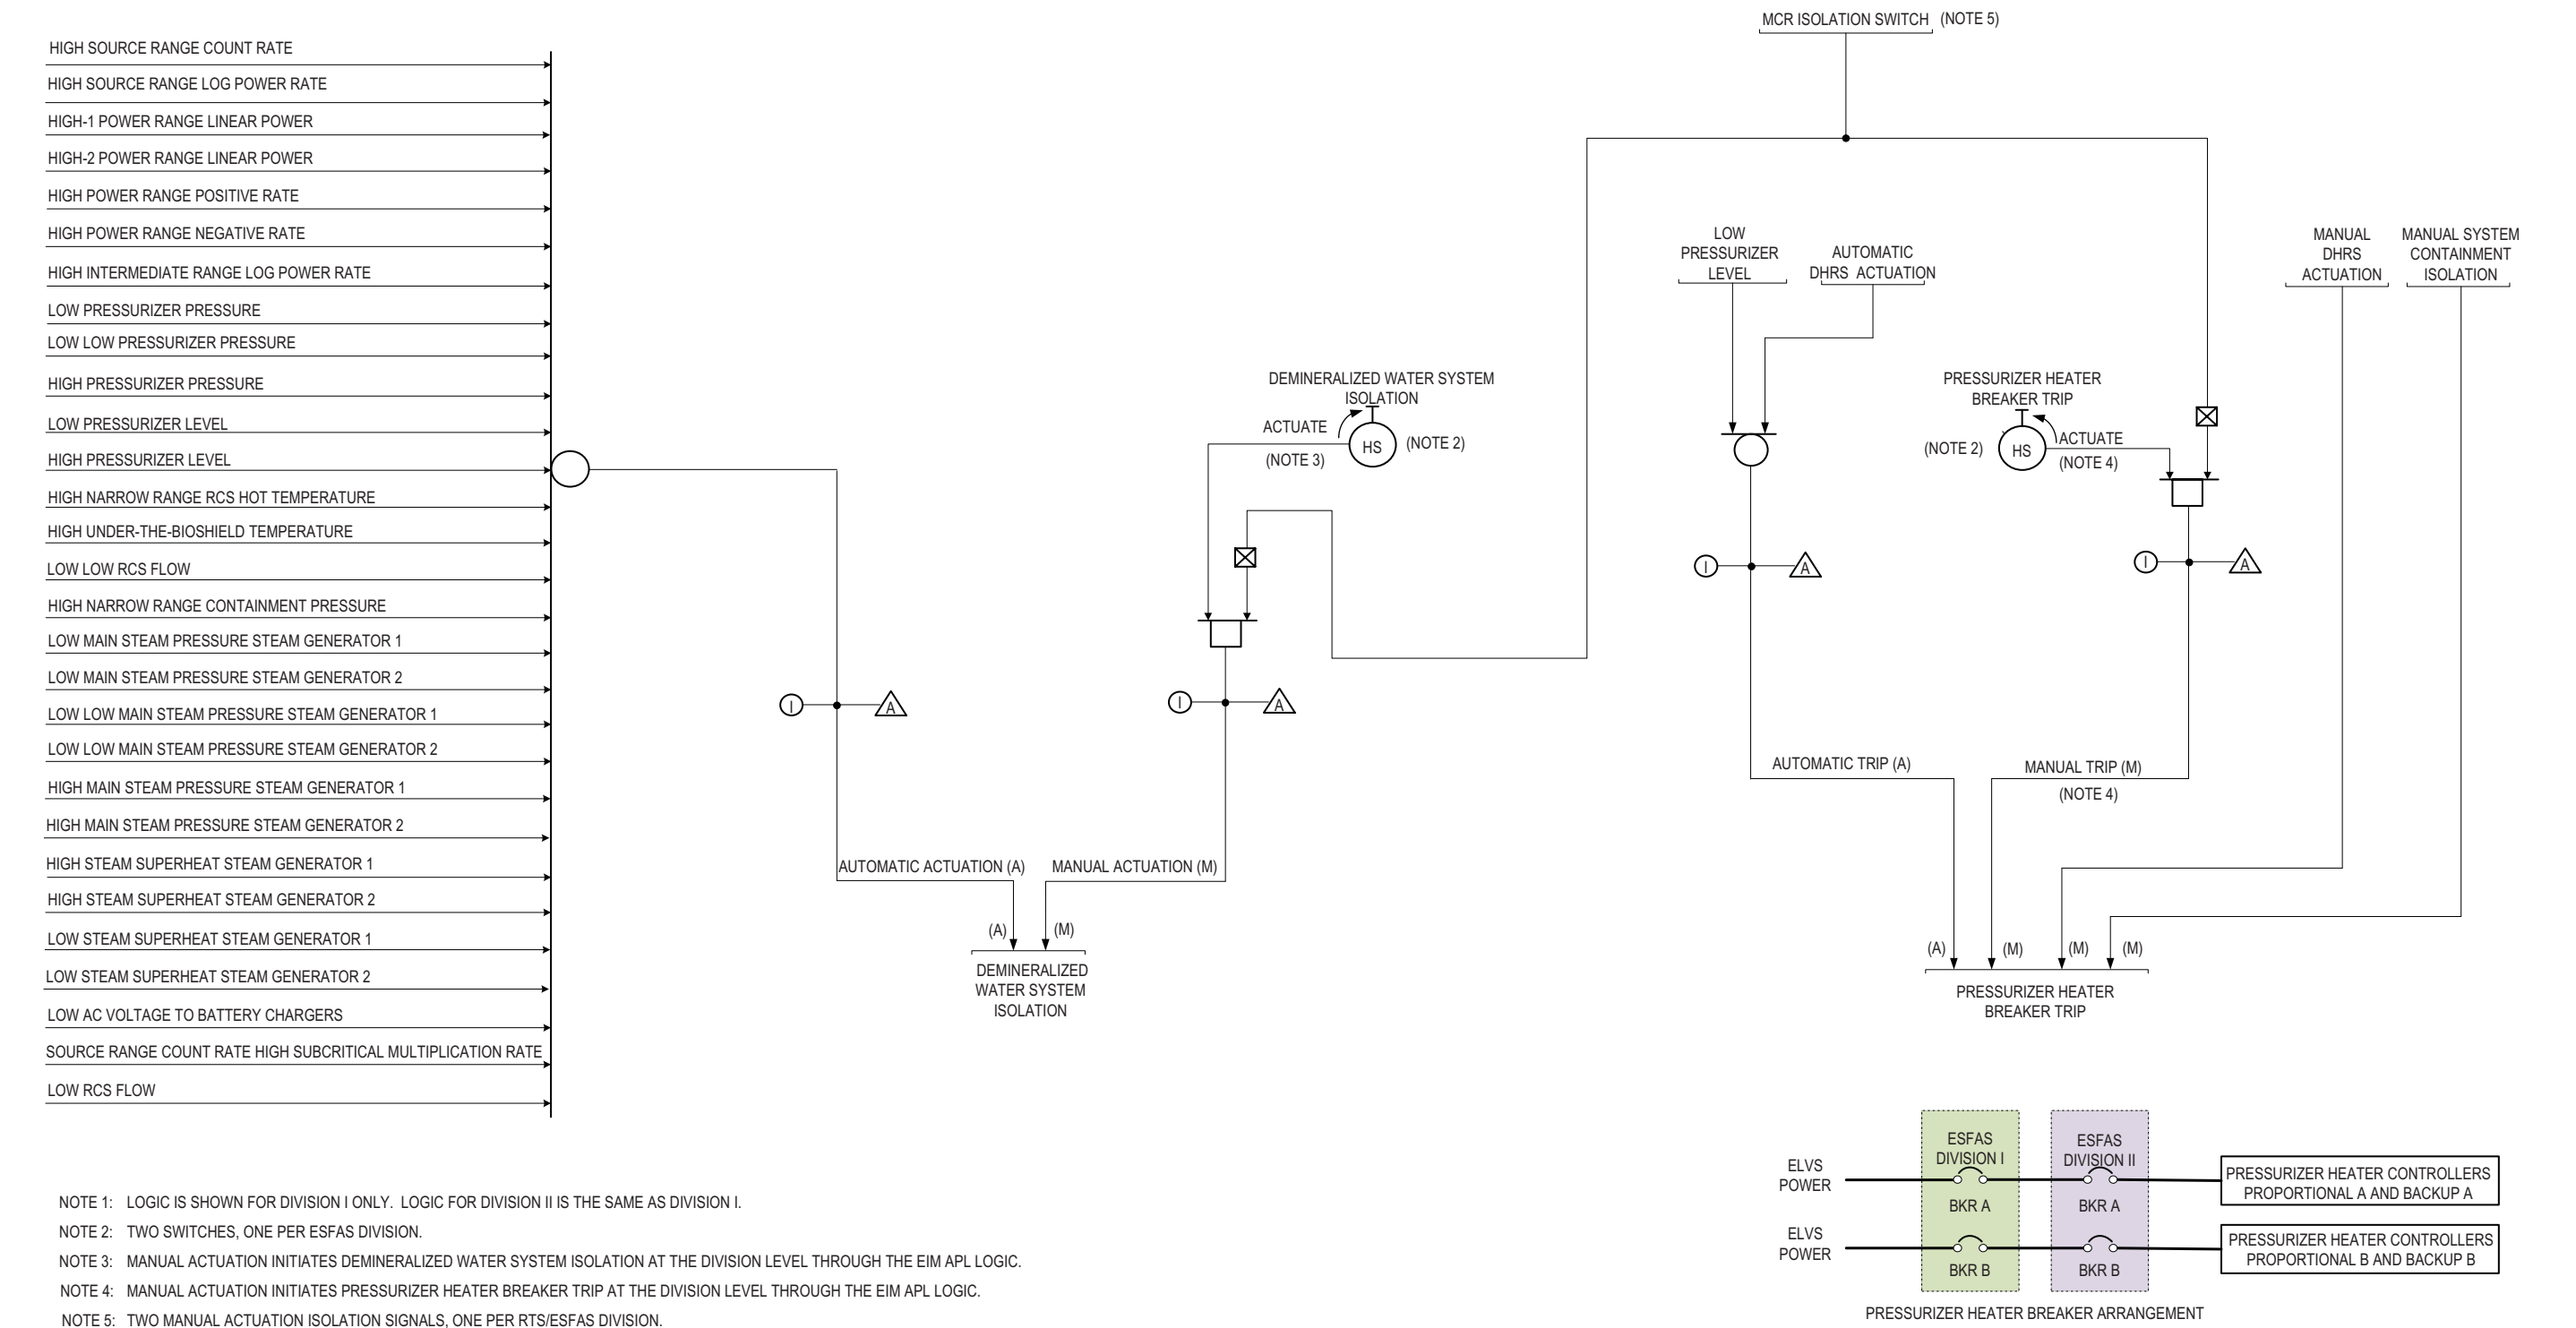 MCR ISOLATION SWITCH (NOTE 5)
HIGH SOURCE RANGE COUNT RATE
HIGH SOURCE RANGE LOG POWER RATE
HIGH-1 POWER RANGE LINEAR POWER
HIGH-2 POWER RANGE LINEAR POWER
HIGH POWER RANGE POSITIVE RATE
HIGH POWER RANGE NEGATIVE RATE
HIGH INTERMEDIATE RANGE LOG POWER RATE
LOW PRESSURIZER PRESSURE
LOW LOW PRESSURIZER PRESSURE
HIGH PRESSURIZER PRESSURE
LOW PRESSURIZER LEVEL
HIGH PRESSURIZER LEVEL
HIGH NARROW RANGE RCS HOT TEMPERATURE
HIGH UNDER-THE-BIOSHIELD TEMPERATURE
LOW LOW RCS FLOW
HIGH NARROW RANGE CONTAINMENT PRESSURE
LOW MAIN STEAM PRESSURE STEAM GENERATOR 1
LOW MAIN STEAM PRESSURE STEAM GENERATOR 2
LOW LOW MAIN STEAM PRESSURE STEAM GENERATOR 1
LOW LOW MAIN STEAM PRESSURE STEAM GENERATOR 2
HIGH MAIN STEAM PRESSURE STEAM GENERATOR 1
HIGH MAIN STEAM PRESSURE STEAM GENERATOR 2
HIGH STEAM SUPERHEAT STEAM GENERATOR 1
HIGH STEAM SUPERHEAT STEAM GENERATOR 2
LOW STEAM SUPERHEAT STEAM GENERATOR 1
LOW STEAM SUPERHEAT STEAM GENERATOR 2
LOW AC VOLTAGE TO BATTERY CHARGERS
SOURCE RANGE COUNT RATE HIGH SUBCRITICAL MULTIPLICATION RATE
LOW RCS FLOW
I
A
AUTOMATIC ACTUATION (A)
DEMINERALIZED WATER SYSTEM
ISOLATION
ACTUATE
(NOTE 3)
HS
(NOTE 2)
I
A
MANUAL ACTUATION (M)
(A)
(M)
DEMINERALIZED
WATER SYSTEM
ISOLATION
LOW
PRESSURIZER
LEVEL
AUTOMATIC
DHRS ACTUATION
I
A
AUTOMATIC TRIP (A)
PRESSURIZER HEATER
BREAKER TRIP
(NOTE 2)
HS
ACTUATE
(NOTE 4)
I
A
MANUAL TRIP (M)
(NOTE 4)
MANUAL
DHRS
ACTUATION
MANUAL SYSTEM
CONTAINMENT
ISOLATION
(A)
(M)
(M)
(M)
PRESSURIZER HEATER
BREAKER TRIP
ESFAS
DIVISION I
ESFAS
DIVISION II
ELVS
POWER
BKR A
BKR A
PRESSURIZER HEATER CONTROLLERS
PROPORTIONAL A AND BACKUP A
ELVS
POWER
BKR B
BKR B
PRESSURIZER HEATER CONTROLLERS
PROPORTIONAL B AND BACKUP B
PRESSURIZER HEATER BREAKER ARRANGEMENT
NOTE 1: LOGIC IS SHOWN FOR DIVISION I ONLY. LOGIC FOR DIVISION II IS THE SAME AS DIVISION I.
NOTE 2: TWO SWITCHES, ONE PER ESFAS DIVISION.
NOTE 3: MANUAL ACTUATION INITIATES DEMINERALIZED WATER SYSTEM ISOLATION AT THE DIVISION LEVEL THROUGH THE EIM APL LOGIC.
NOTE 4: MANUAL ACTUATION INITIATES PRESSURIZER HEATER BREAKER TRIP AT THE DIVISION LEVEL THROUGH THE EIM APL LOGIC.
NOTE 5: TWO MANUAL ACTUATION ISOLATION SIGNALS, ONE PER RTS/ESFAS DIVISION.